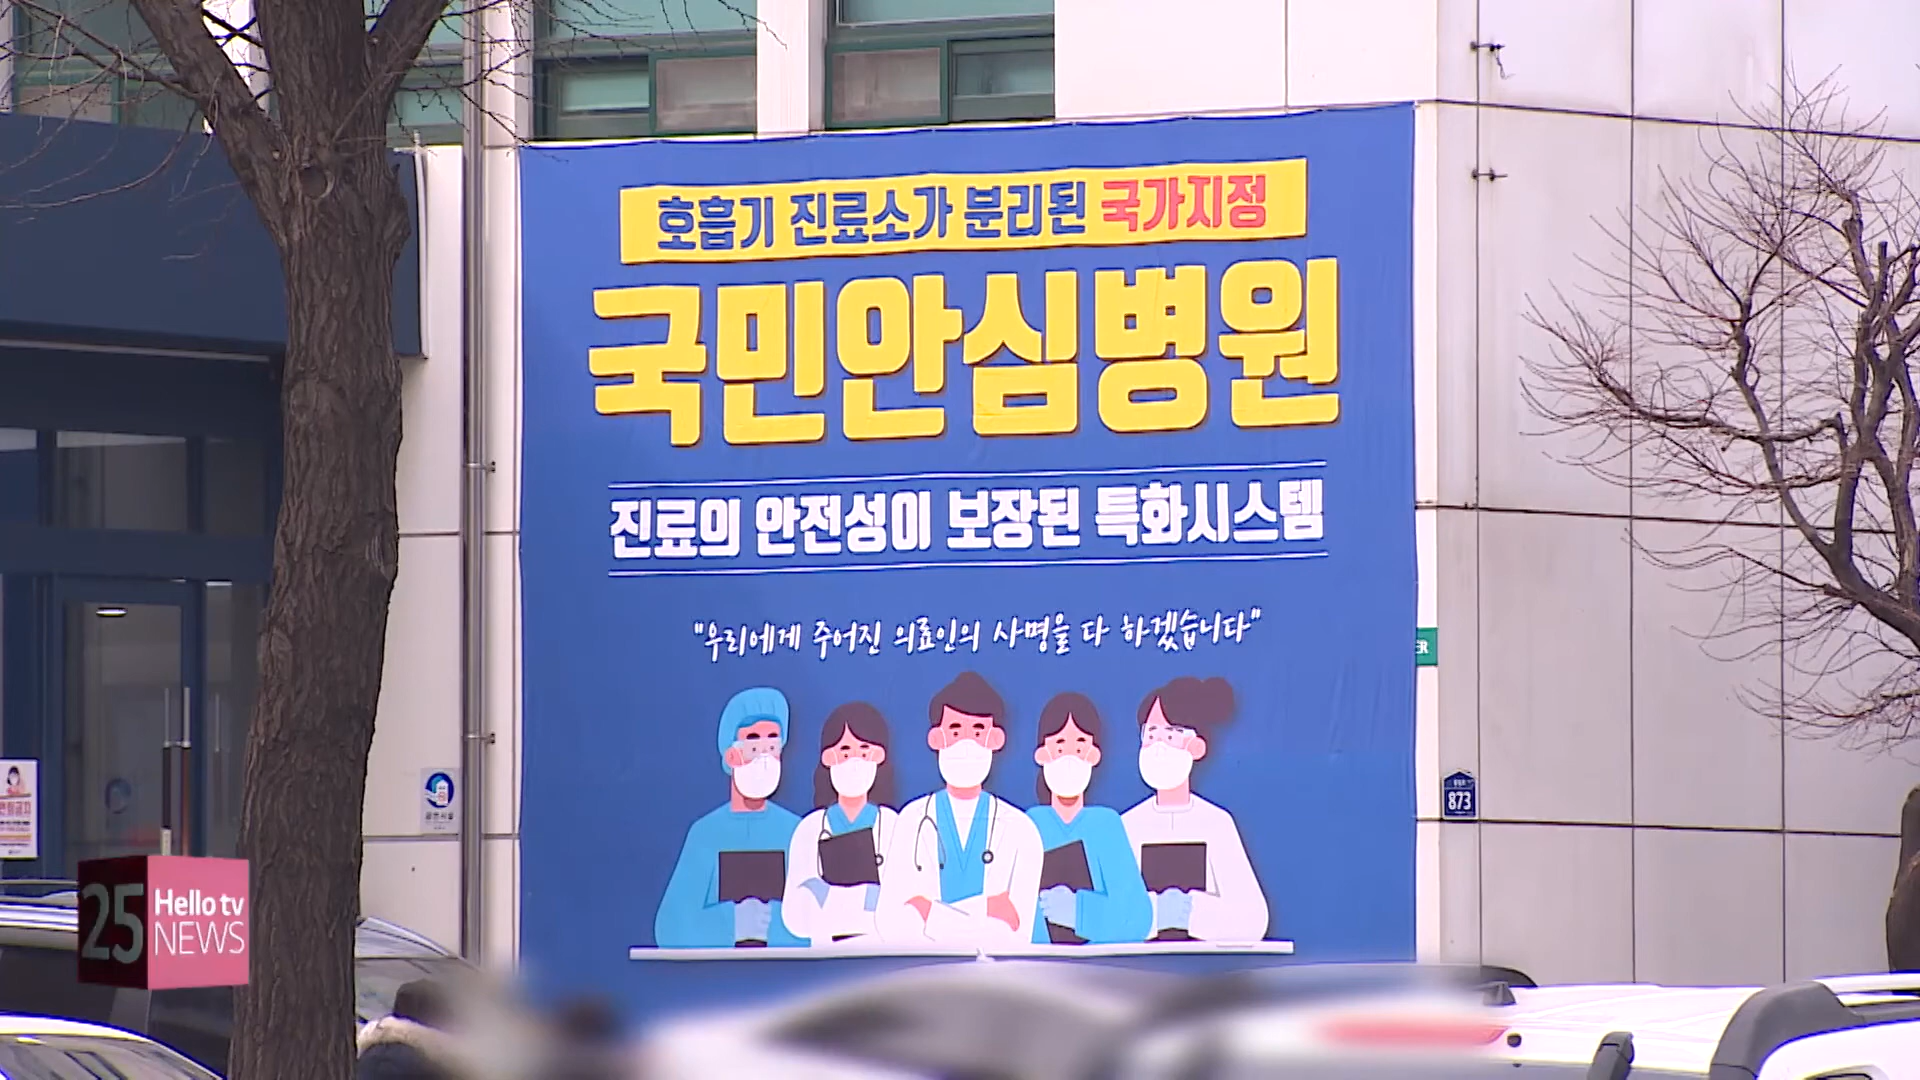 호흡기 진료소가 분리된 국가지정
국민안심병원
진료의 안전성이 보장된 특화시스템
"우리에게 주어진 의료인의 사명을 다 하겠습니다"
ER
873
25 Hello tv
NEWS